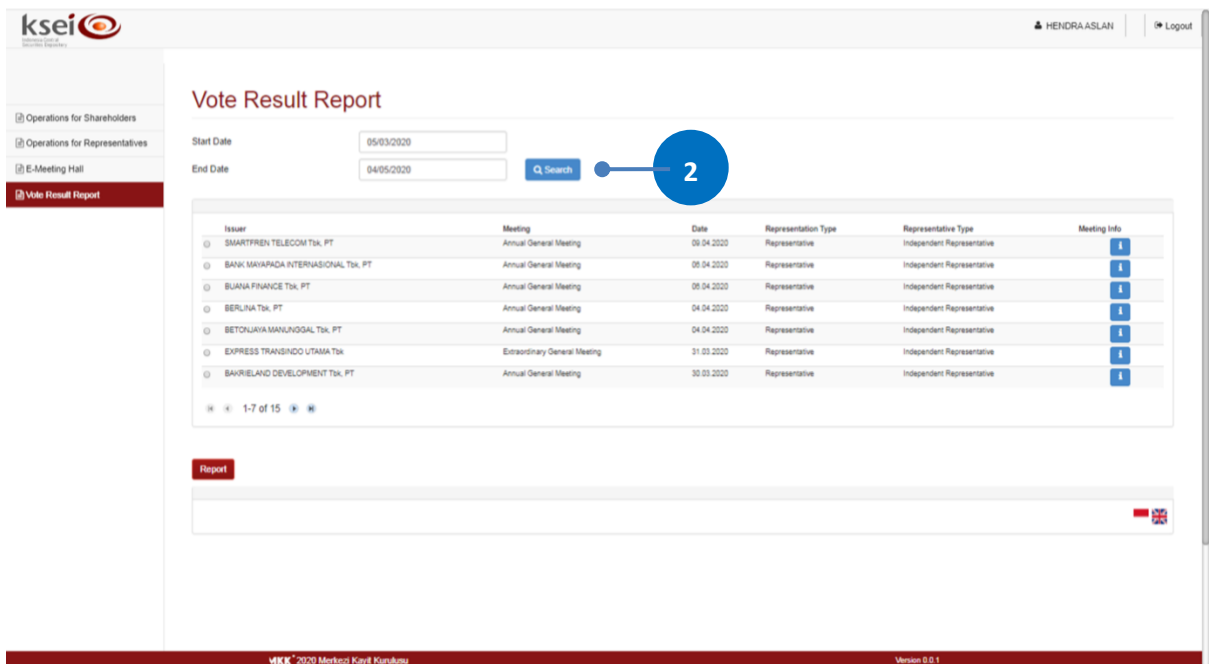 ksei
Indonesia Central
Securities Depository
HENDRA ASLAN
Logout
Operations for Shareholders
Operations for Representatives
E-Meeting Hall
Vote Result Report
Vote Result Report
Start Date 05/03/2020
End Date 04/05/2020 Search 2
Issuer Meeting Date Representation Type Representative Type Meeting Info
SMARTFREN TELECOM Tbk, PT Annual General Meeting 09.04.2020 Representative Independent Representative i
BANK MAYAPADA INTERNASIONAL Tbk, PT Annual General Meeting 06.04.2020 Representative Independent Representative i
BUANA FINANCE Tbk, PT Annual General Meeting 06.04.2020 Representative Independent Representative i
BERLINA Tbk, PT Annual General Meeting 04.04.2020 Representative Independent Representative i
BETONJAYA MANUNGGAL Tbk, PT Annual General Meeting 04.04.2020 Representative Independent Representative i
EXPRESS TRANSINDO UTAMA Tbk Extraordinary General Meeting 31.03.2020 Representative Independent Representative i
BAKRIELAND DEVELOPMENT Tbk, PT Annual General Meeting 30.03.2020 Representative Independent Representative i
1-7 of 15
Report
MKK 2020 Merkezi Kayit Kurulusu Version 0.0.1